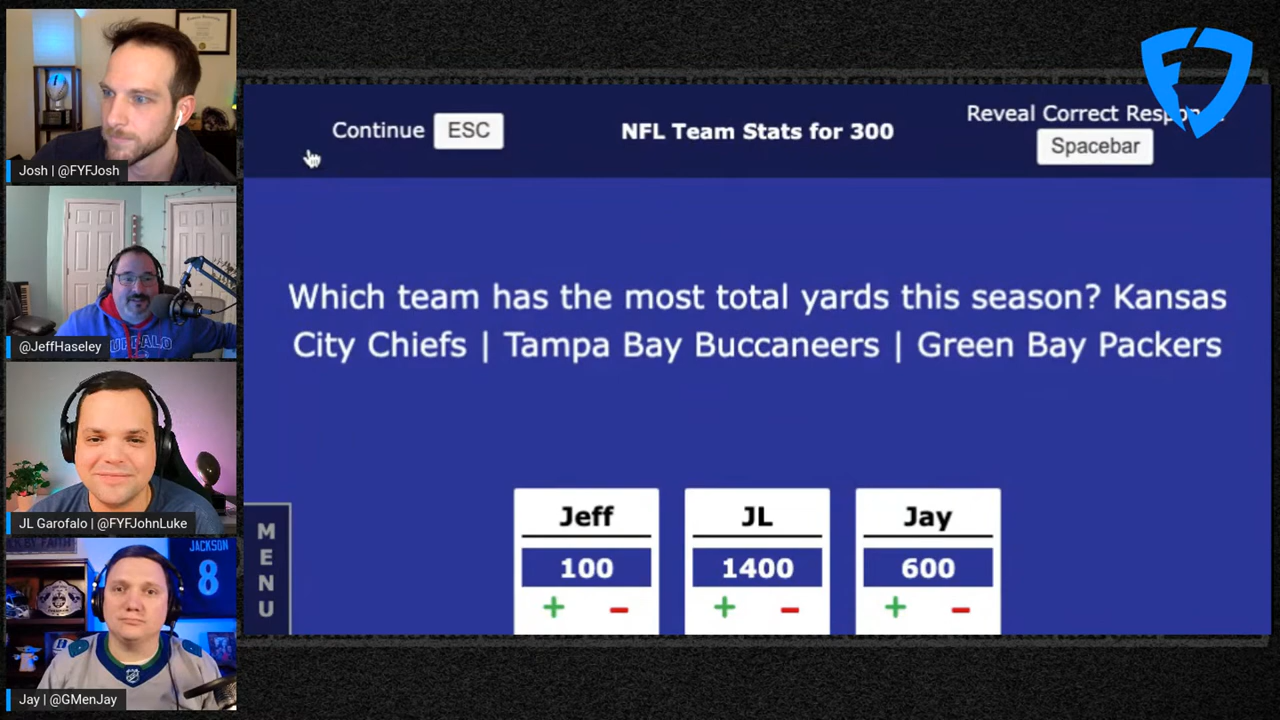 Continue ESC
NFL Team Stats for 300
Reveal Correct
Spacebar
Which team has the most total yards this season? Kansas
City Chiefs | Tampa Bay Buccaneers | Green Bay Packers
MENU
Jeff
100
+ −
JL
1400
+ −
Jay
600
+ −
Josh | @FYFJosh
@JeffHaseley
JL Garofalo | @FYFJohnLuke
JACKSON
8
Jay | @GMenJay